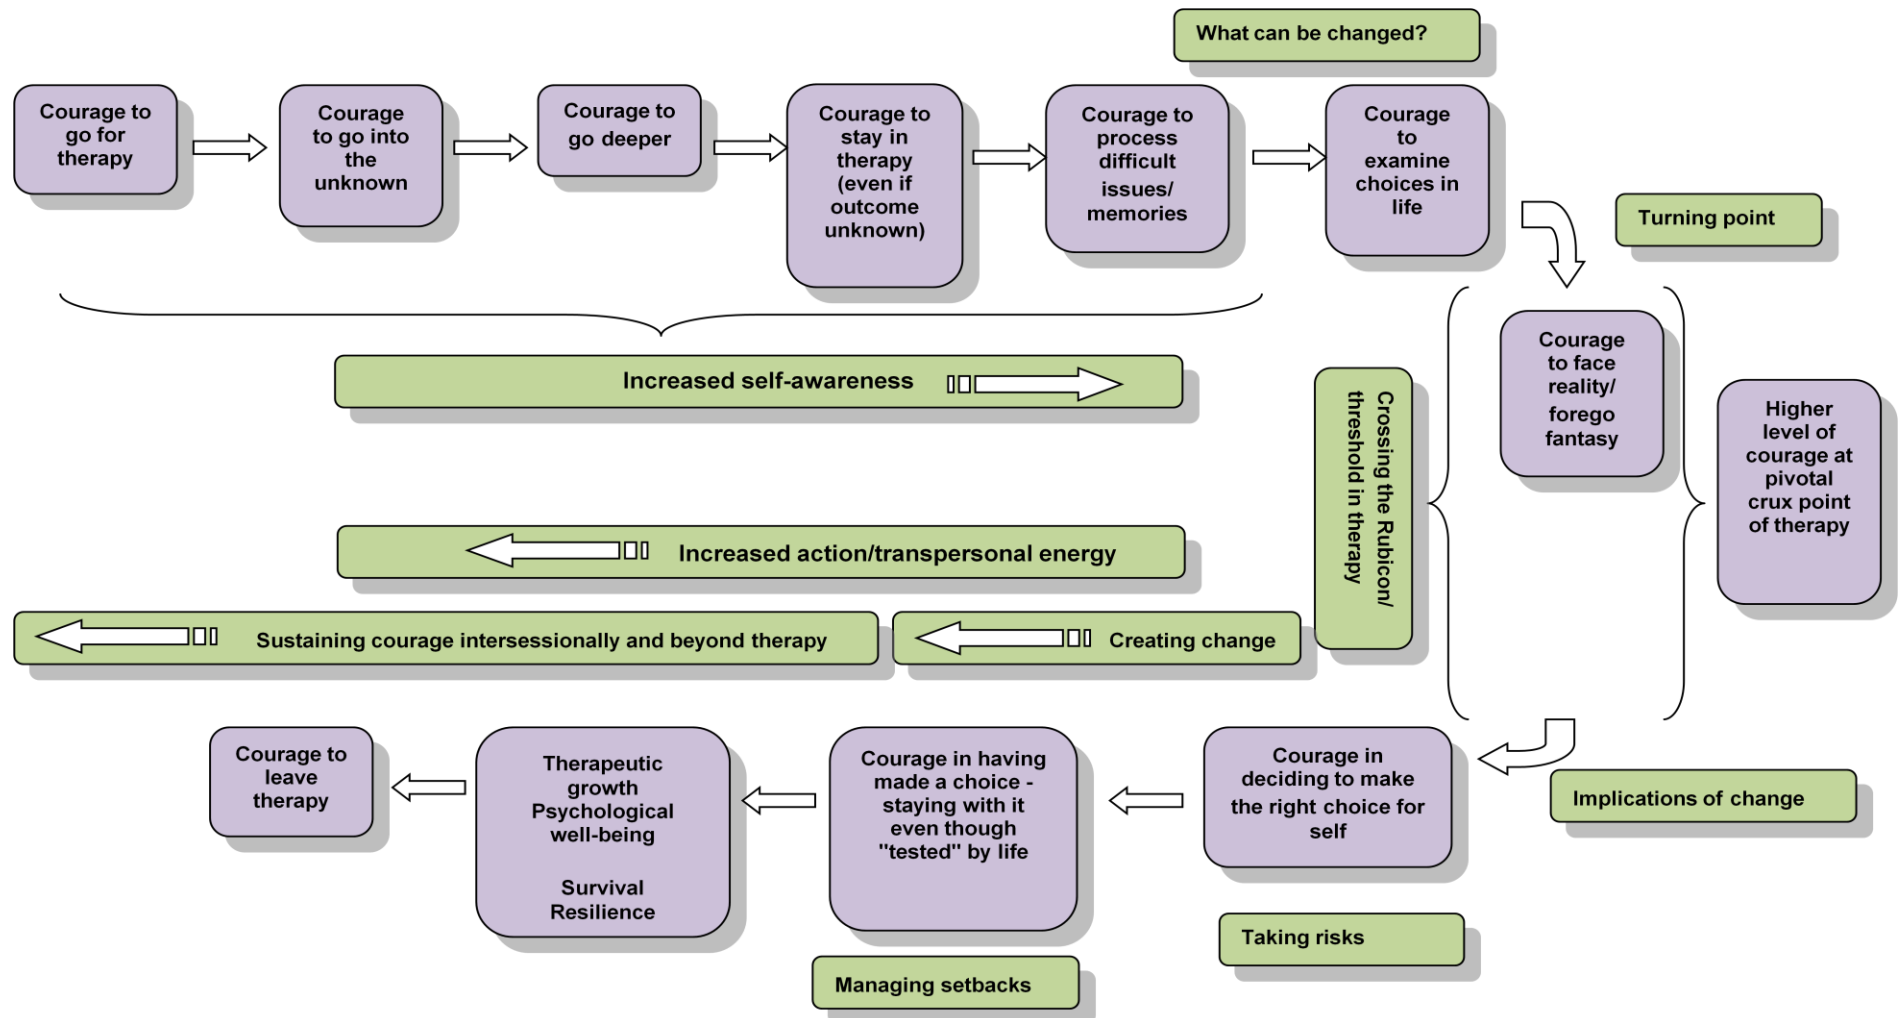 What can be changed?
Courage to
go for
therapy
Courage
to go into
the
unknown
Courage to
go deeper
Courage to
stay in
therapy
(even if
outcome
unknown)
Courage to
process
difficult
issues/
memories
Courage
to
examine
choices in
life
Turning point
Courage
to face
reality/
forego
fantasy
Higher
level of
courage at
pivotal
crux point
of therapy
Increased self-awareness
Crossing the Rubicon/
threshold in therapy
Increased action/transpersonal energy
Sustaining courage intersessionally and beyond therapy
Creating change
Implications of change
Courage in
deciding to make
the right choice for
self
Taking risks
Courage in having
made a choice -
staying with it
even though
"tested" by life
Managing setbacks
Therapeutic
growth
Psychological
well-being
Survival
Resilience
Courage to
leave
therapy